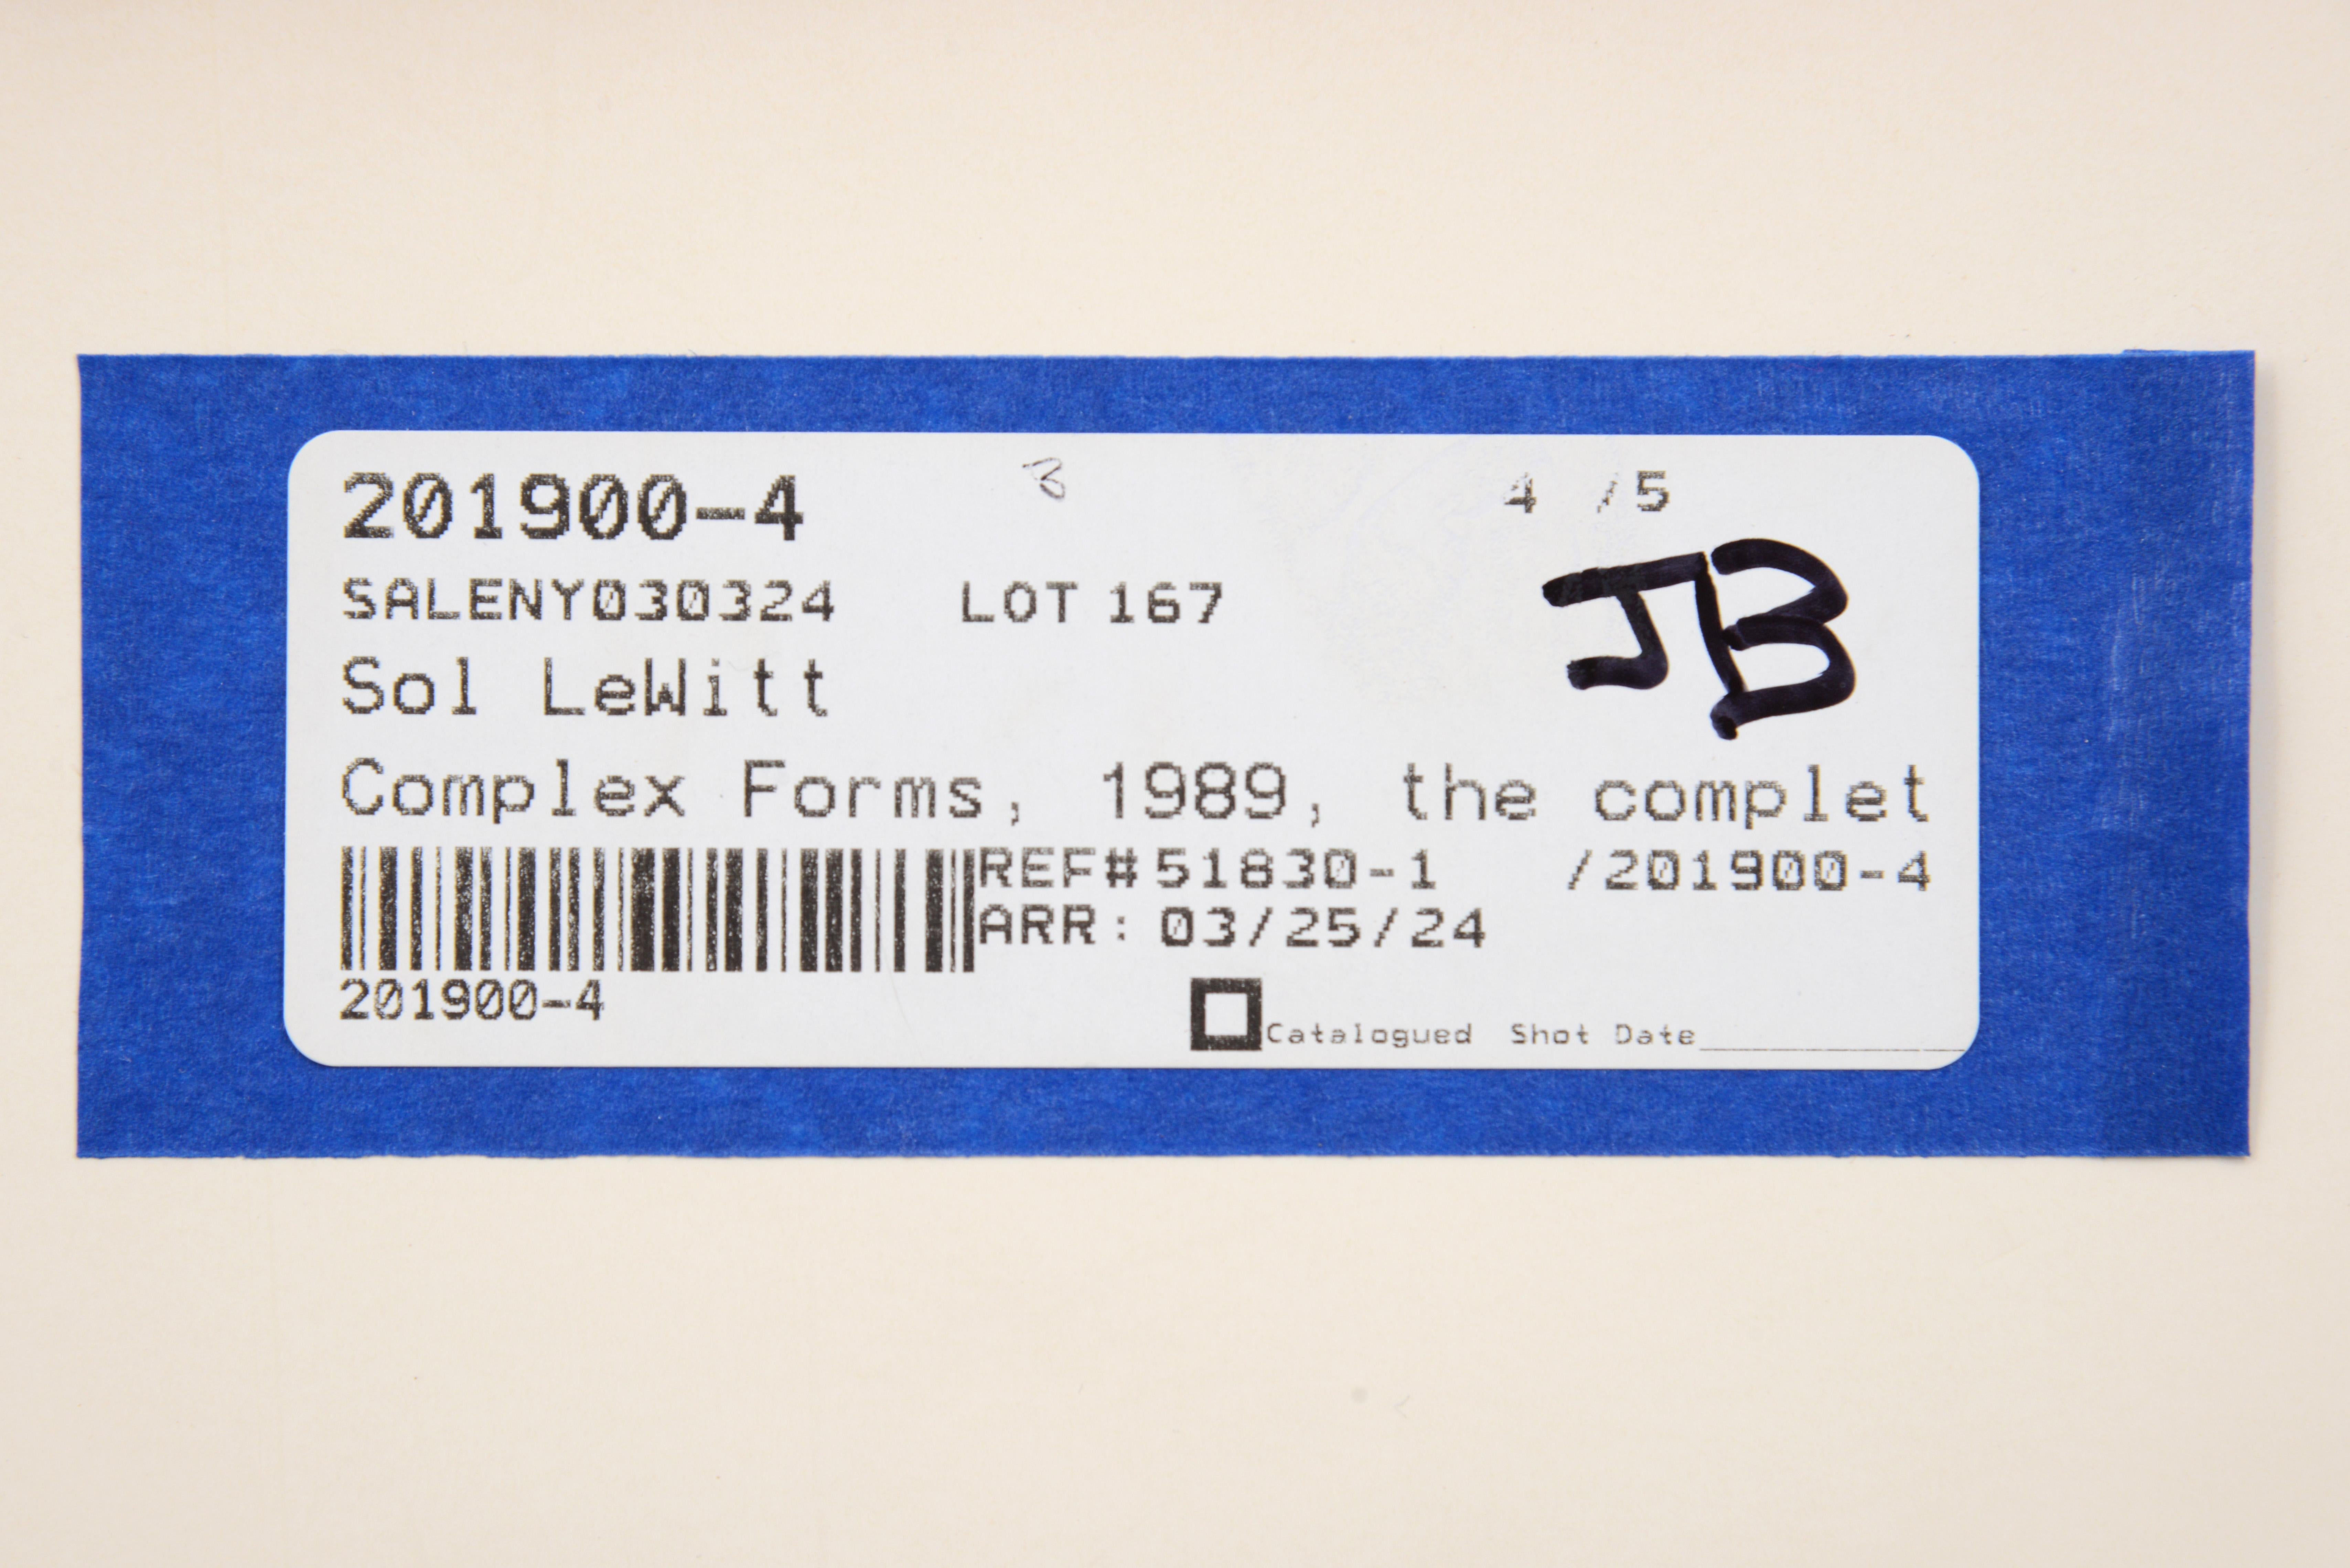 201900-4 4 /5
SALENY030324 LOT 167
JB
Sol LeWitt
Complex Forms, 1989, the complet
REF#51830-1 /201900-4
ARR: 03/25/24
201900-4
Catalogued Shot Date